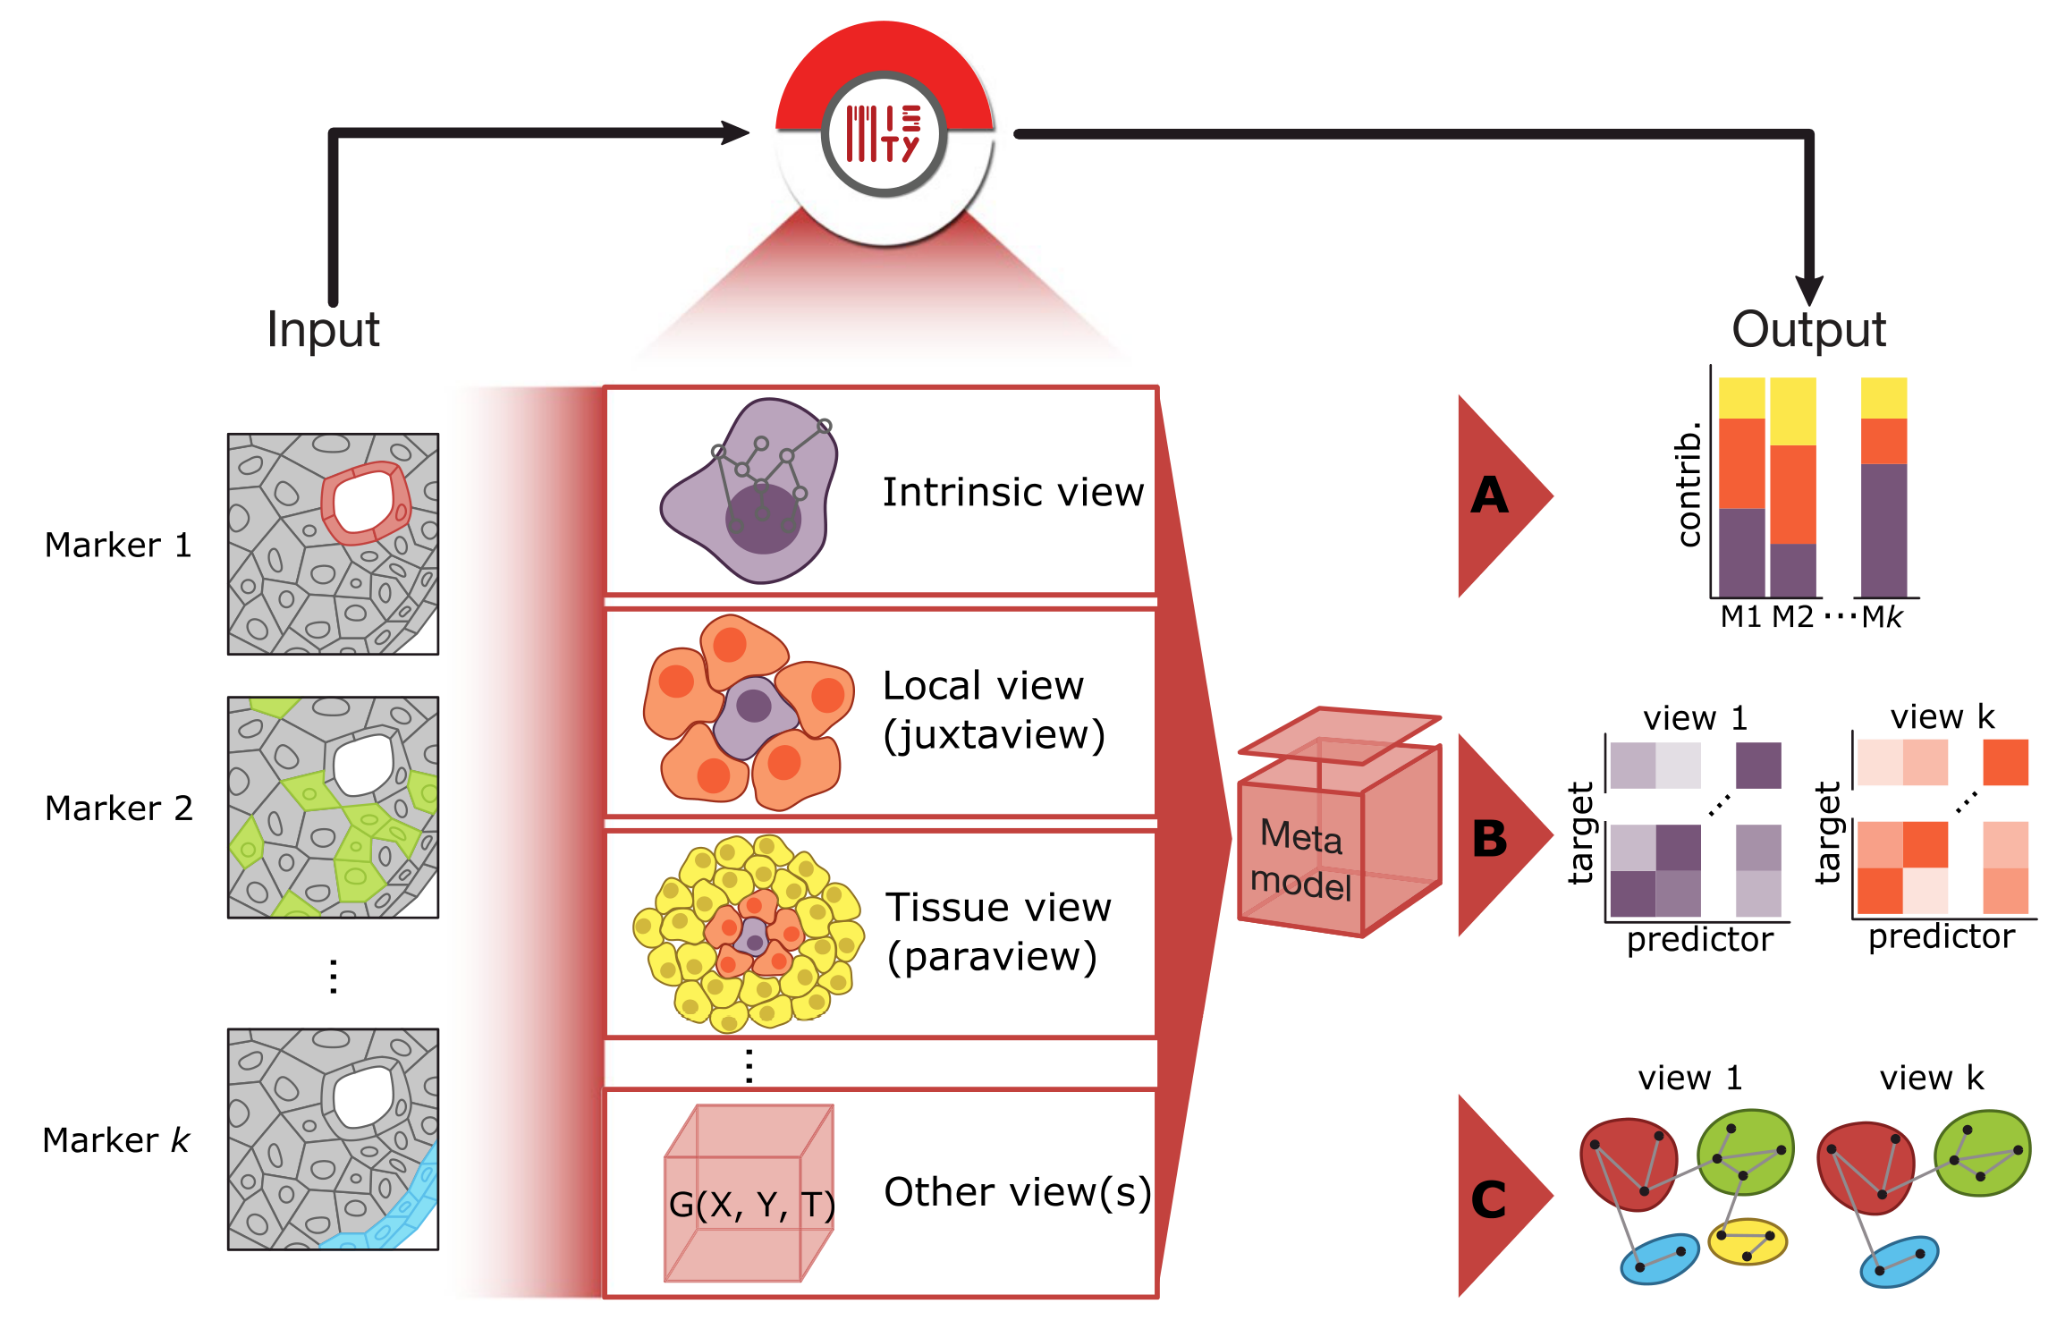 MISTY
Input
Output
Marker 1
Marker 2
⋮
Marker k
Intrinsic view
Local view
(juxtaview)
Tissue view
(paraview)
⋮
G(X, Y, T)
Other view(s)
Meta
model
A
contrib.
M1 M2 ⋯ Mk
B
view 1
target
predictor
view k
target
predictor
C
view 1
view k